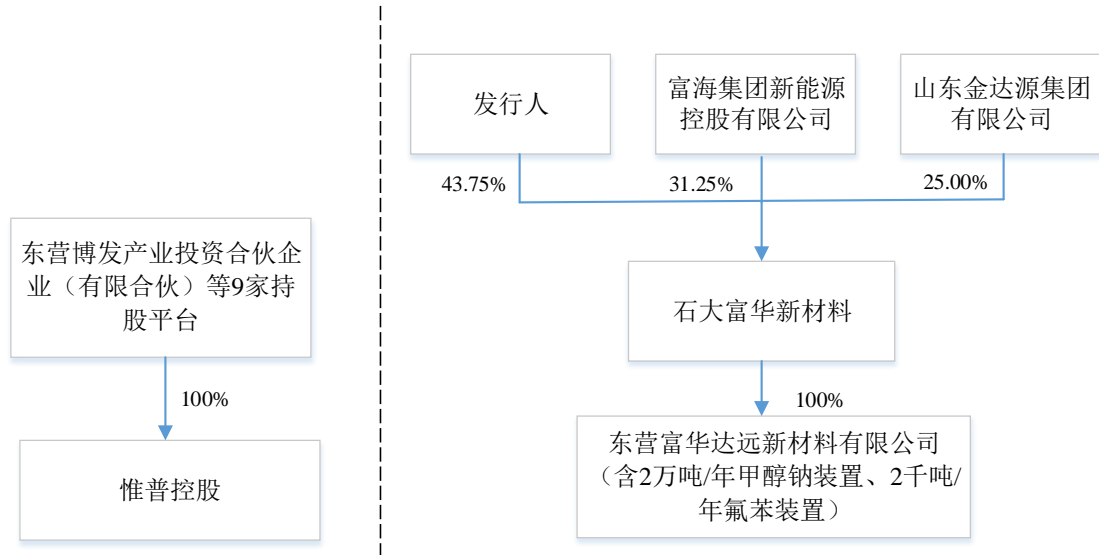 东营博发产业投资合伙企
业（有限合伙）等9家持
股平台
100%
惟普控股
发行人
富海集团新能源
控股有限公司
山东金达源集团
有限公司
43.75%
31.25%
25.00%
石大富华新材料
100%
东营富华达远新材料有限公司
（含2万吨/年甲醇钠装置、2千吨/
年氟苯装置）